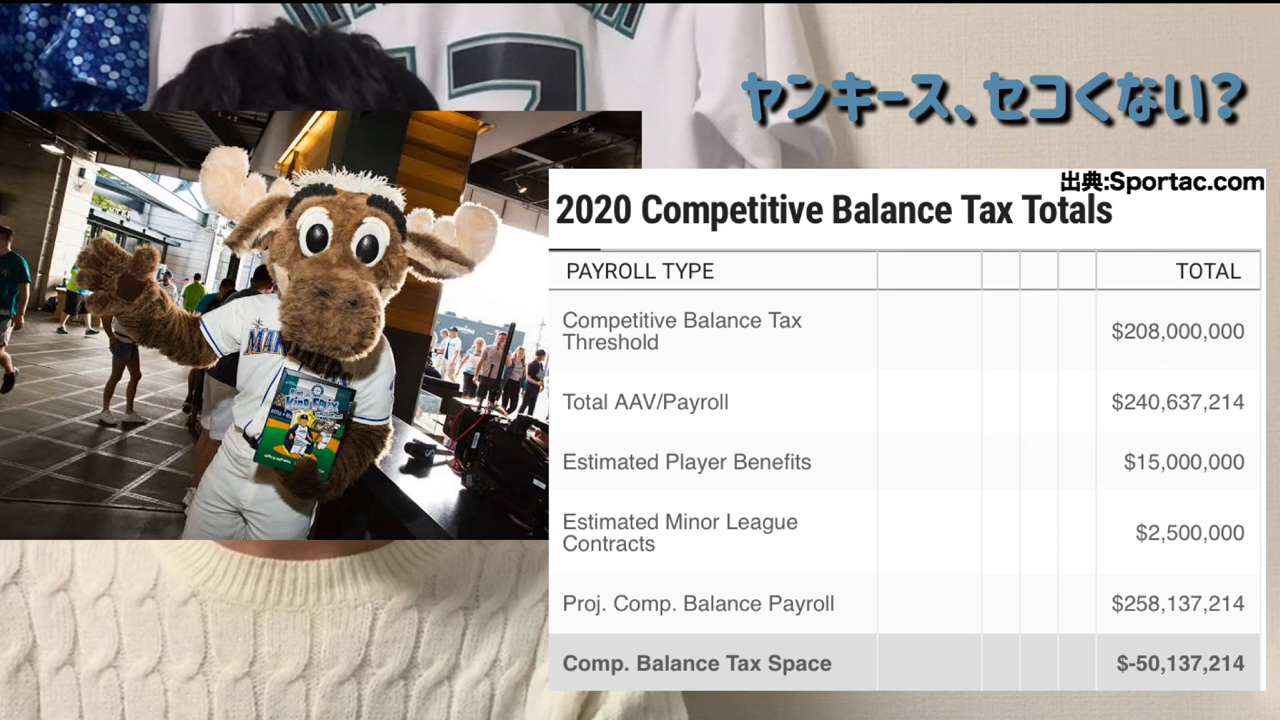 ヤンキース、セコくない?
出典:Sportac.com
2020 Competitive Balance Tax Totals
PAYROLL TYPE TOTAL
Competitive Balance Tax
Threshold $208,000,000
Total AAV/Payroll $240,637,214
Estimated Player Benefits $15,000,000
Estimated Minor League
Contracts $2,500,000
Proj. Comp. Balance Payroll $258,137,214
Comp. Balance Tax Space $-50,137,214
KING FELIX